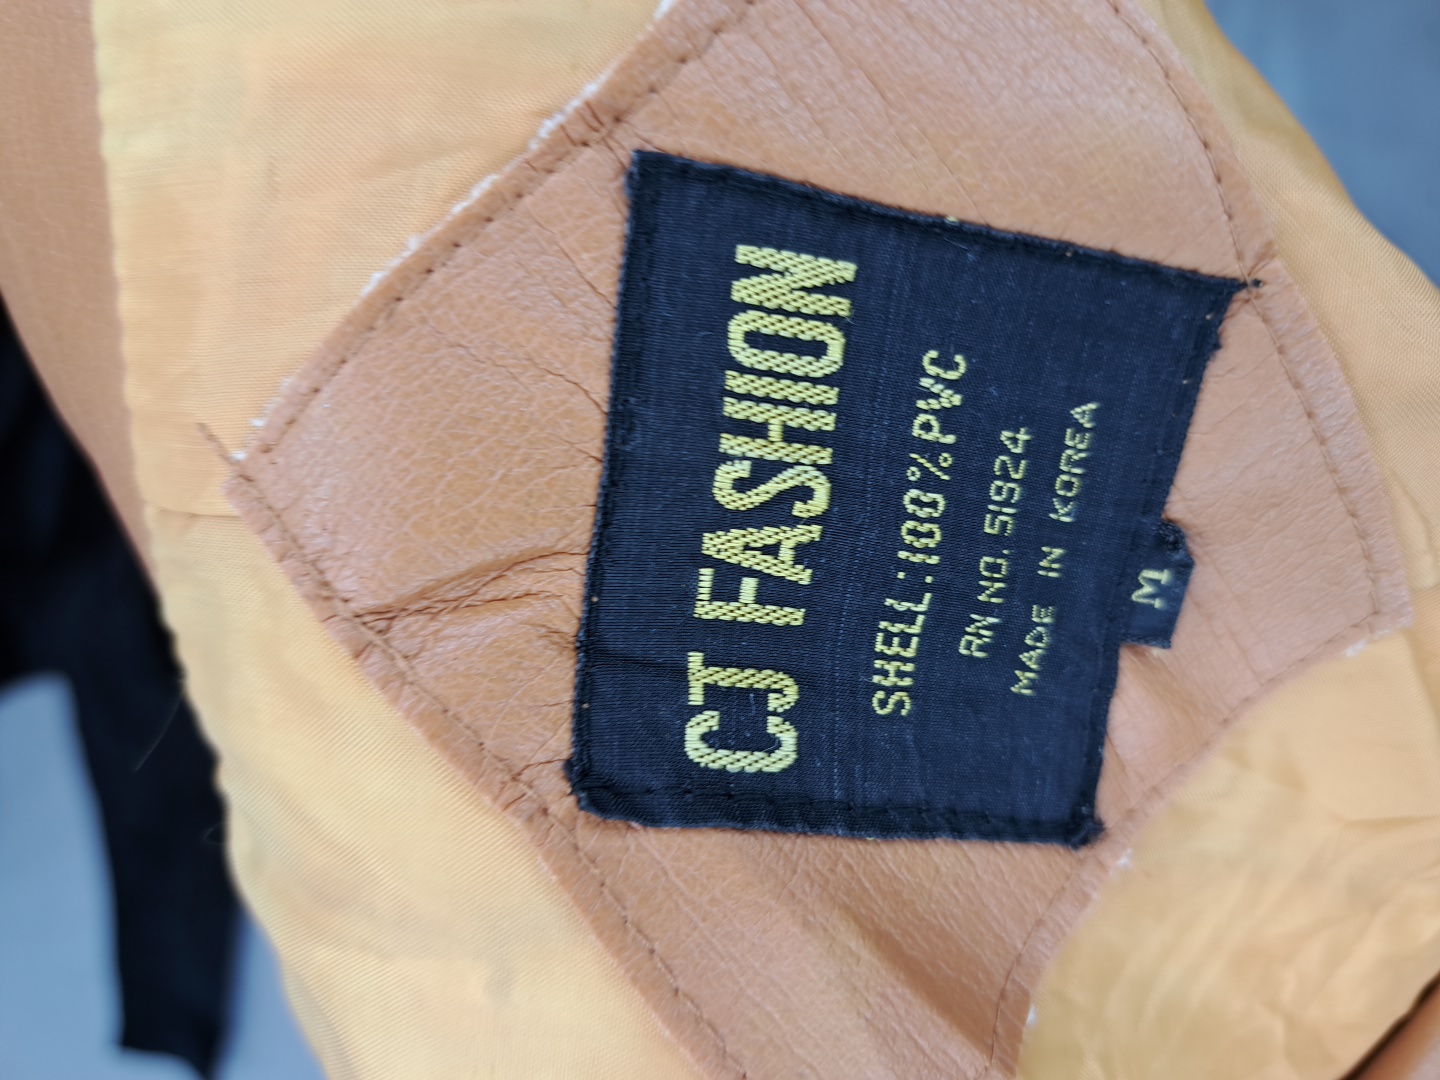 CJ FASHION
SHELL:100%PVC
RN NO. 51924
MADE IN KOREA
M